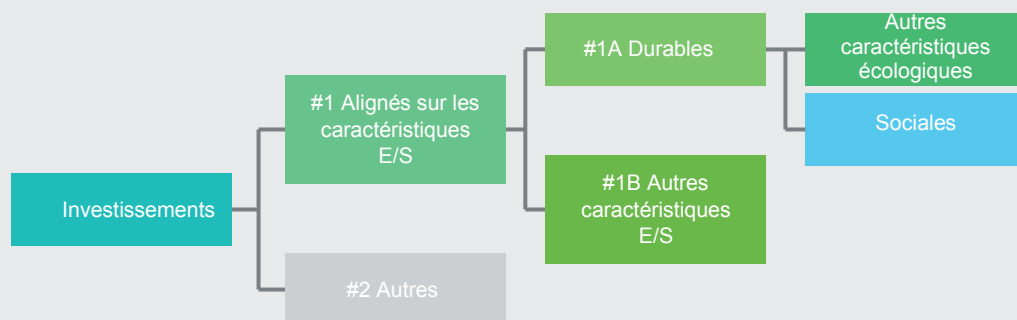 Investissements
#1 Alignés sur les
caractéristiques
E/S
#2 Autres
#1A Durables
#1B Autres
caractéristiques
E/S
Autres
caractéristiques
écologiques
Sociales